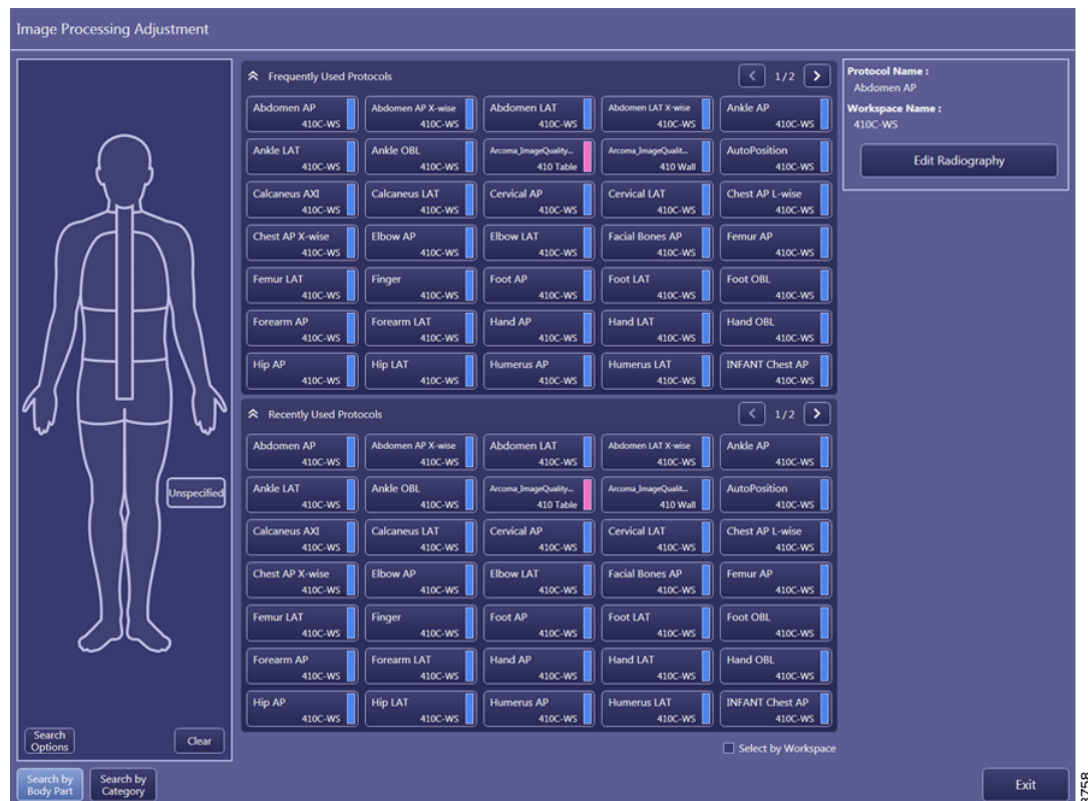 Image Processing Adjustment
Frequently Used Protocols
1/2
Abdomen AP
410C-WS
Abdomen AP X-wise
410C-WS
Abdomen LAT
410C-WS
Abdomen LAT X-wise
410C-WS
Ankle AP
410C-WS
Ankle LAT
410C-WS
Ankle OBL
410C-WS
Arcoma_ImageQuality...
410 Table
Arcoma_ImageQualit...
410 Wall
AutoPosition
410C-WS
Calcaneus AXI
410C-WS
Calcaneus LAT
410C-WS
Cervical AP
410C-WS
Cervical LAT
410C-WS
Chest AP L-wise
410C-WS
Chest AP X-wise
410C-WS
Elbow AP
410C-WS
Elbow LAT
410C-WS
Facial Bones AP
410C-WS
Femur AP
410C-WS
Femur LAT
410C-WS
Finger
410C-WS
Foot AP
410C-WS
Foot LAT
410C-WS
Foot OBL
410C-WS
Forearm AP
410C-WS
Forearm LAT
410C-WS
Hand AP
410C-WS
Hand LAT
410C-WS
Hand OBL
410C-WS
Hip AP
410C-WS
Hip LAT
410C-WS
Humerus AP
410C-WS
Humerus LAT
410C-WS
INFANT Chest AP
410C-WS
Recently Used Protocols
1/2
Abdomen AP
410C-WS
Abdomen AP X-wise
410C-WS
Abdomen LAT
410C-WS
Abdomen LAT X-wise
410C-WS
Ankle AP
410C-WS
Ankle LAT
410C-WS
Ankle OBL
410C-WS
Arcoma_ImageQuality...
410 Table
Arcoma_ImageQualit...
410 Wall
AutoPosition
410C-WS
Calcaneus AXI
410C-WS
Calcaneus LAT
410C-WS
Cervical AP
410C-WS
Cervical LAT
410C-WS
Chest AP L-wise
410C-WS
Chest AP X-wise
410C-WS
Elbow AP
410C-WS
Elbow LAT
410C-WS
Facial Bones AP
410C-WS
Femur AP
410C-WS
Femur LAT
410C-WS
Finger
410C-WS
Foot AP
410C-WS
Foot LAT
410C-WS
Foot OBL
410C-WS
Forearm AP
410C-WS
Forearm LAT
410C-WS
Hand AP
410C-WS
Hand LAT
410C-WS
Hand OBL
410C-WS
Hip AP
410C-WS
Hip LAT
410C-WS
Humerus AP
410C-WS
Humerus LAT
410C-WS
INFANT Chest AP
410C-WS
Select by Workspace
Protocol Name :
Abdomen AP
Workspace Name :
410C-WS
Edit Radiography
Unspecified
Search
Options
Clear
Search by
Body Part
Search by
Category
Exit